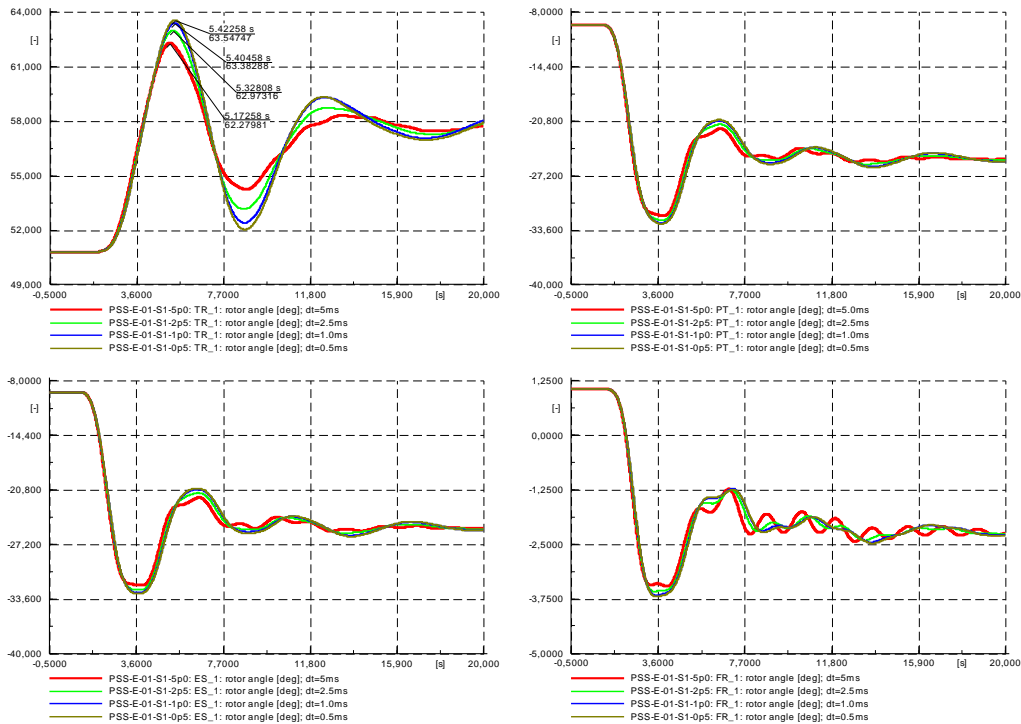 64,000
[-]
61,000
58,000
55,000
52,000
49,000
-0,5000
3,6000
7,7000
11,800
15,900
[s]
20,000
5.42258 s
63.54747
5.40458 s
63.38288
5.32808 s
62.97316
5.17258 s
62.27981
PSS-E-01-S1-5p0: TR_1: rotor angle [deg]; dt=5ms
PSS-E-01-S1-2p5: TR_1: rotor angle [deg]; dt=2.5ms
PSS-E-01-S1-1p0: TR_1: rotor angle [deg]; dt=1.0ms
PSS-E-01-S1-0p5: TR_1: rotor angle [deg]; dt=0.5ms
-8,0000
[-]
-14,400
-20,800
-27,200
-33,600
-40,000
-0,5000
3,6000
7,7000
11,800
15,900
[s]
20,000
PSS-E-01-S1-5p0: PT_1: rotor angle [deg]; dt=5.0ms
PSS-E-01-S1-2p5: PT_1: rotor angle [deg]; dt=2.5ms
PSS-E-01-S1-1p0: PT_1: rotor angle [deg]; dt=1.0ms
PSS-E-01-S1-0p5: PT_1: rotor angle [deg]; dt=0.5ms
-8,0000
[-]
-14,400
-20,800
-27,200
-33,600
-40,000
-0,5000
3,6000
7,7000
11,800
15,900
[s]
20,000
PSS-E-01-S1-5p0: ES_1: rotor angle [deg]; dt=5ms
PSS-E-01-S1-2p5: ES_1: rotor angle [deg]; dt=2.5ms
PSS-E-01-S1-1p0: ES_1: rotor angle [deg]; dt=1.0ms
PSS-E-01-S1-0p5: ES_1: rotor angle [deg]; dt=0.5ms
1,2500
[-]
0,0000
-1,2500
-2,5000
-3,7500
-5,0000
-0,5000
3,6000
7,7000
11,800
15,900
[s]
20,000
PSS-E-01-S1-5p0: FR_1: rotor angle [deg]; dt=5ms
PSS-E-01-S1-2p5: FR_1: rotor angle [deg]; dt=2.5ms
PSS-E-01-S1-1p0: FR_1: rotor angle [deg]; dt=1.0ms
PSS-E-01-S1-0p5: FR_1: rotor angle [deg]; dt=0.5ms